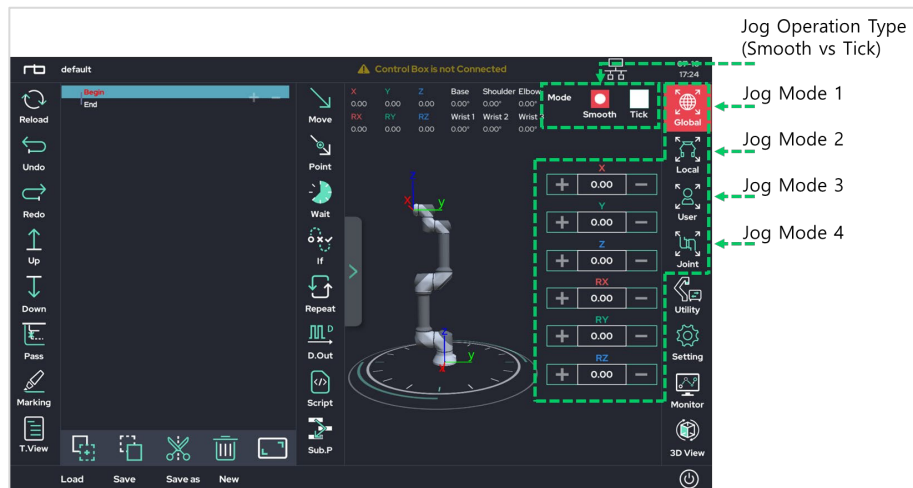 Jog Operation Type
(Smooth vs Tick)
default
Control Box is not Connected
17:24
Begin
End
Reload
Undo
Redo
Up
Down
Pass
Marking
T.View
Move
Point
Wait
If
Repeat
D
D.Out
Script
Sub.P
X Y Z Base Shoulder Elbow
0.00 0.00 0.00 0.00° 0.00° 0.00°
RX RY RZ Wrist 1 Wrist 2 Wrist 3
0.00 0.00 0.00 0.00° 0.00° 0.00°
Mode
Smooth Tick
z
x y
z
y
x
X
+ 0.00 −
Y
+ 0.00 −
Z
+ 0.00 −
RX
+ 0.00 −
RY
+ 0.00 −
RZ
+ 0.00 −
Global
Local
User
Joint
Utility
Setting
Monitor
3D View
Jog Mode 1
Jog Mode 2
Jog Mode 3
Jog Mode 4
Load Save Save as New